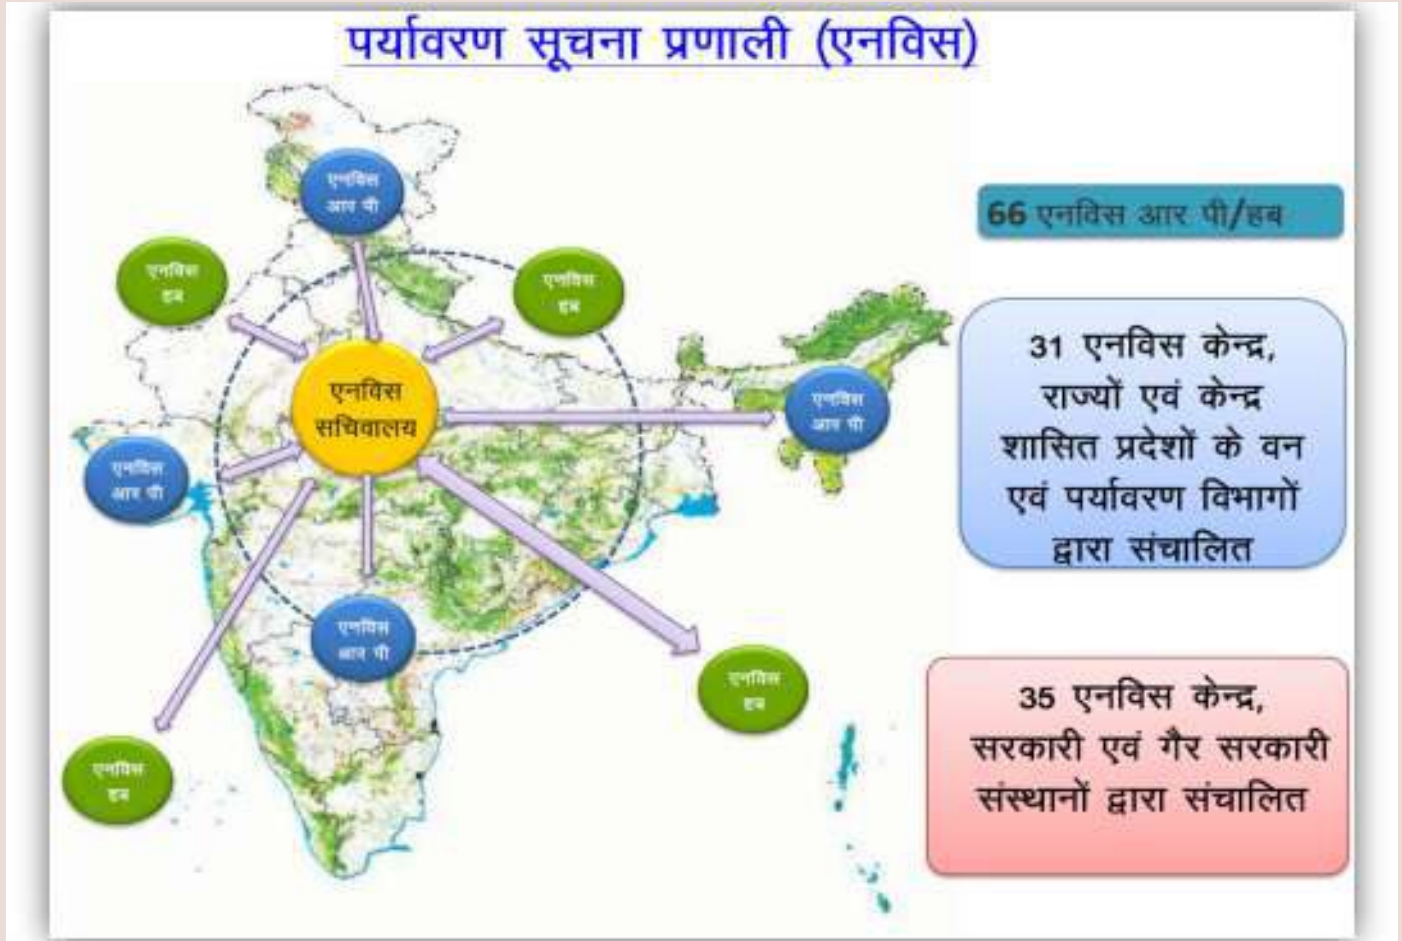 पर्यावरण सूचना प्रणाली (एनविस)
एनविस
आर पी
एनविस
हब
एनविस
हब
एनविस
सचिवालय
एनविस
आर पी
एनविस
आर पी
एनविस
आर पी
एनविस
हब
एनविस
हब
66 एनविस आर पी/हब
31 एनविस केन्द्र,
राज्यों एवं केन्द्र
शासित प्रदेशों के वन
एवं पर्यावरण विभागों
द्वारा संचालित
35 एनविस केन्द्र,
सरकारी एवं गैर सरकारी
संस्थानों द्वारा संचालित